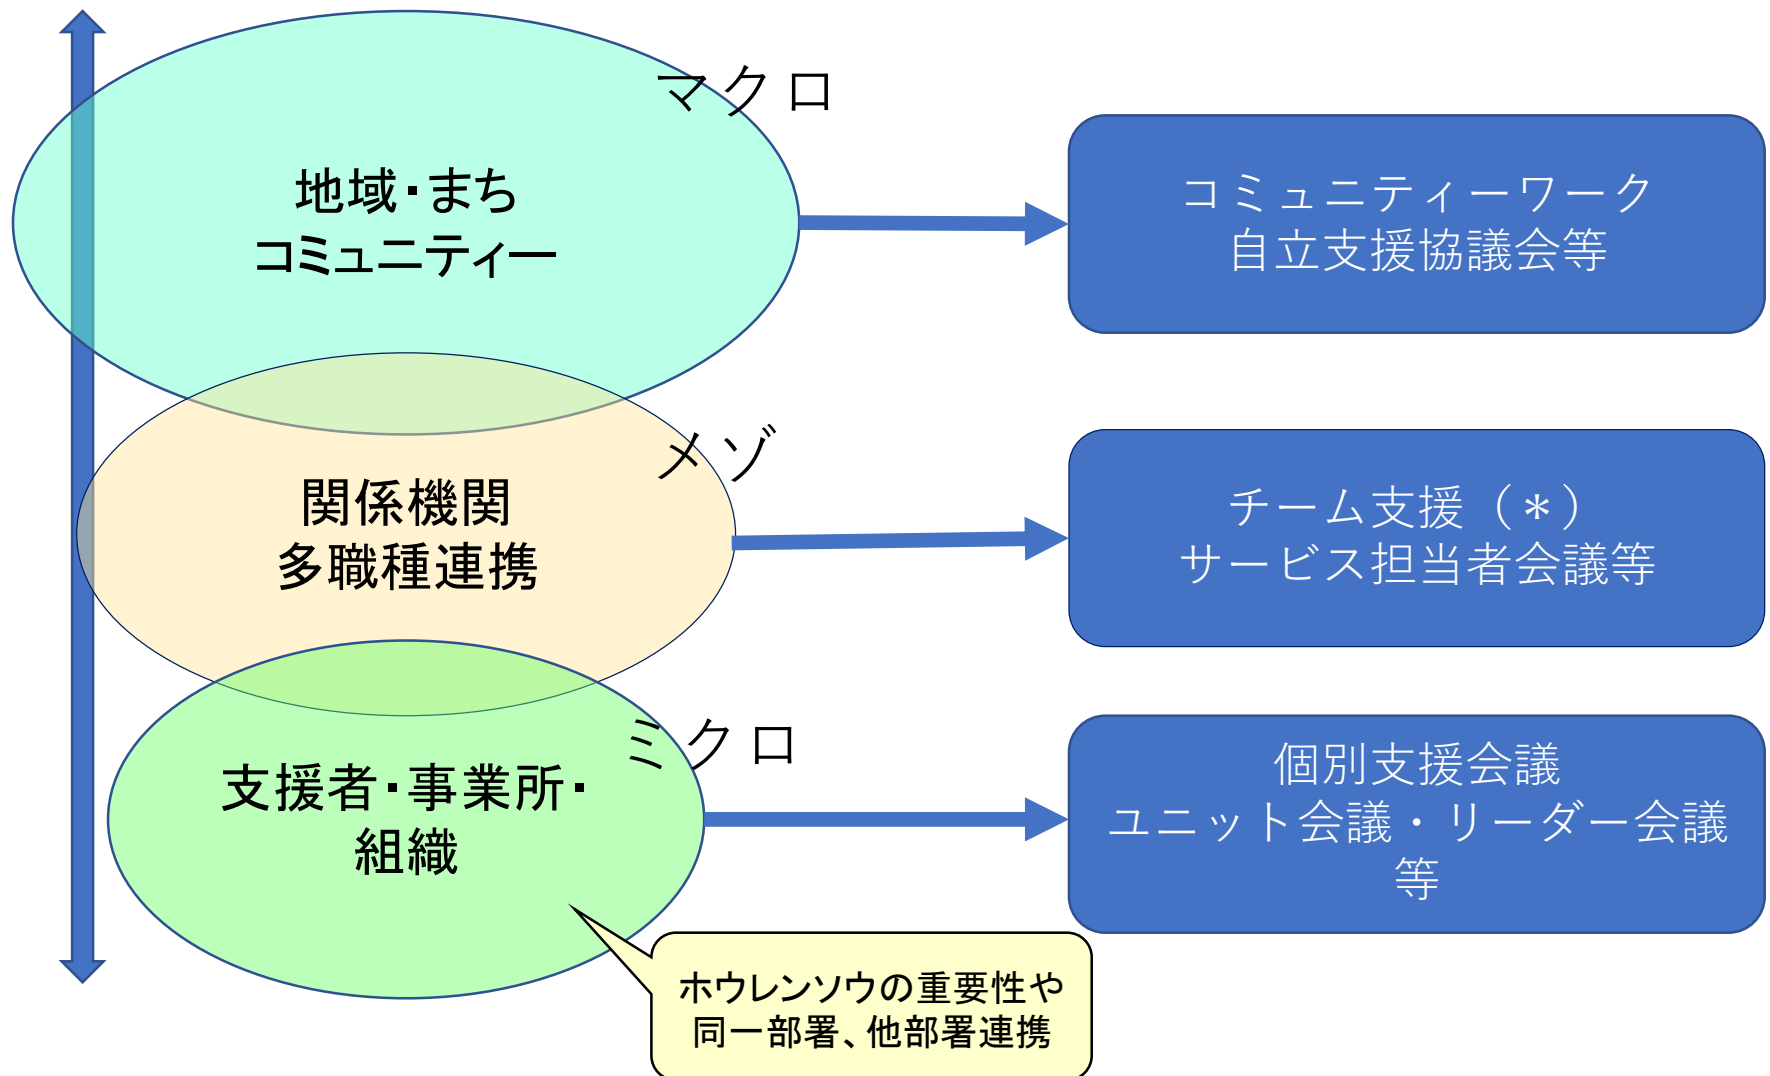 マクロ
地域・まち
コミュニティー
コミュニティーワーク
自立支援協議会等
メゾ
関係機関
多職種連携
チーム支援（＊）
サービス担当者会議等
ミクロ
支援者・事業所・
組織
個別支援会議
ユニット会議・リーダー会議
等
ホウレンソウの重要性や
同一部署、他部署連携